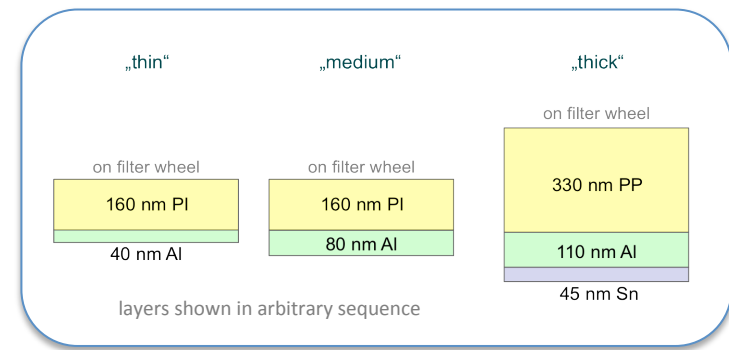 „thin“
„medium“
„thick“
on filter wheel
160 nm PI
40 nm Al
on filter wheel
160 nm PI
80 nm Al
on filter wheel
330 nm PP
110 nm Al
45 nm Sn
layers shown in arbitrary sequence